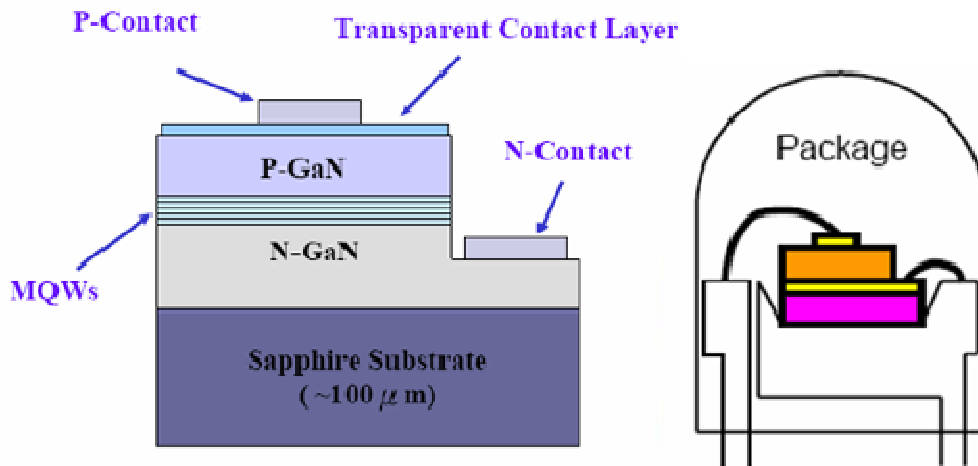 P-Contact
Transparent Contact Layer
P-GaN
N-Contact
MQWs
N-GaN
Sapphire Substrate
( ~100 μm)
Package